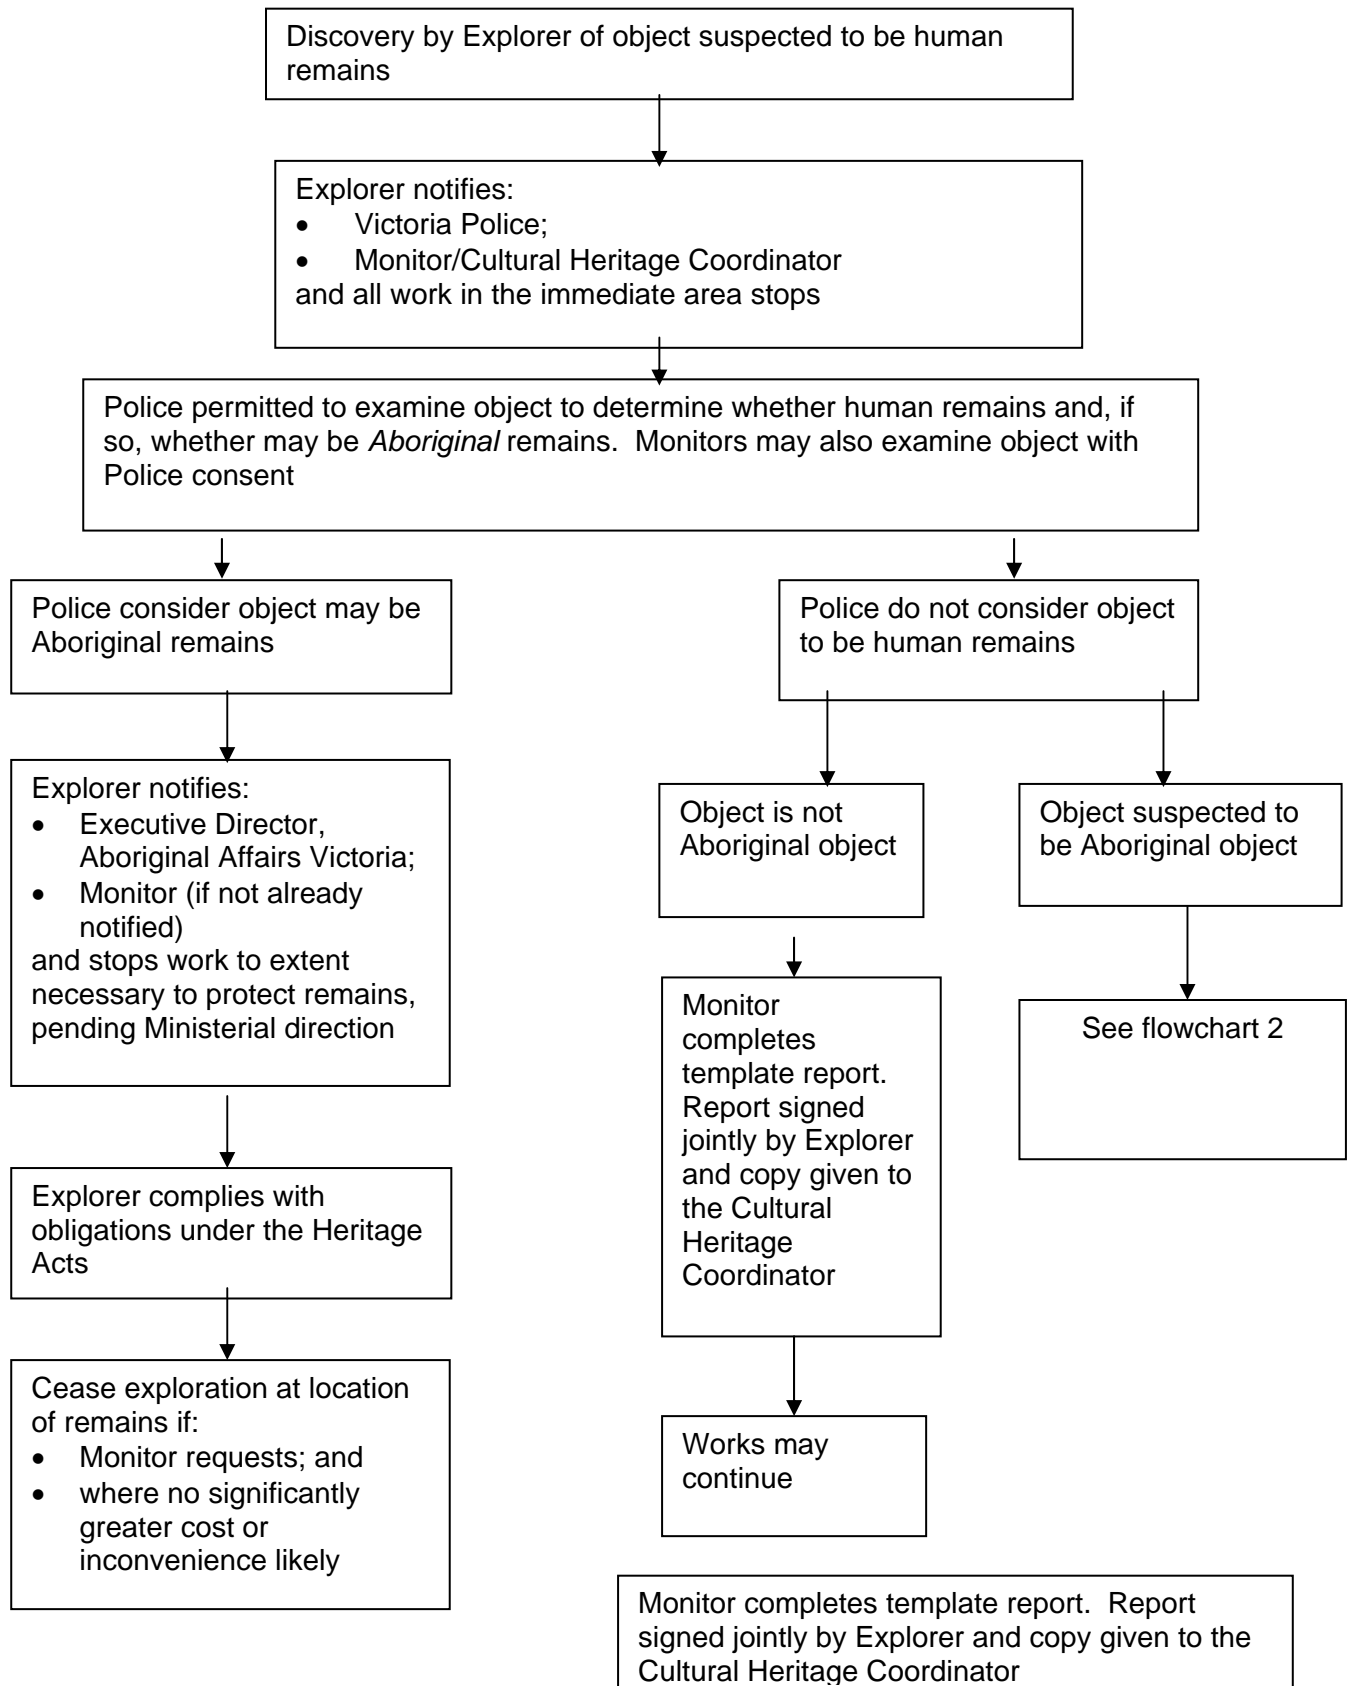 Discovery by Explorer of object suspected to be human
remains
Explorer notifies:
• Victoria Police;
• Monitor/Cultural Heritage Coordinator
and all work in the immediate area stops
Police permitted to examine object to determine whether human remains and, if
so, whether may be Aboriginal remains.  Monitors may also examine object with
Police consent
Police consider object may be
Aboriginal remains
Police do not consider object
to be human remains
Explorer notifies:
• Executive Director,
Aboriginal Affairs Victoria;
• Monitor (if not already
notified)
and stops work to extent
necessary to protect remains,
pending Ministerial direction
Object is not
Aboriginal object
Object suspected to
be Aboriginal object
Monitor
completes
template report.
Report signed
jointly by Explorer
and copy given to
the Cultural
Heritage
Coordinator
See flowchart 2
Explorer complies with
obligations under the Heritage
Acts
Cease exploration at location
of remains if:
• Monitor requests; and
• where no significantly
greater cost or
inconvenience likely
Works may
continue
Monitor completes template report.  Report
signed jointly by Explorer and copy given to the
Cultural Heritage Coordinator